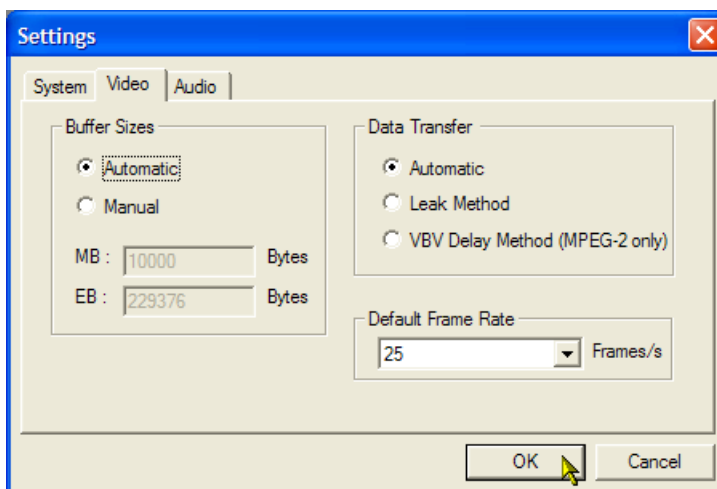 Settings
System Video Audio
Buffer Sizes
Automatic
Manual
MB : 10000 Bytes
EB : 229376 Bytes
Data Transfer
Automatic
Leak Method
VBV Delay Method (MPEG-2 only)
Default Frame Rate
25 Frames/s
OK Cancel